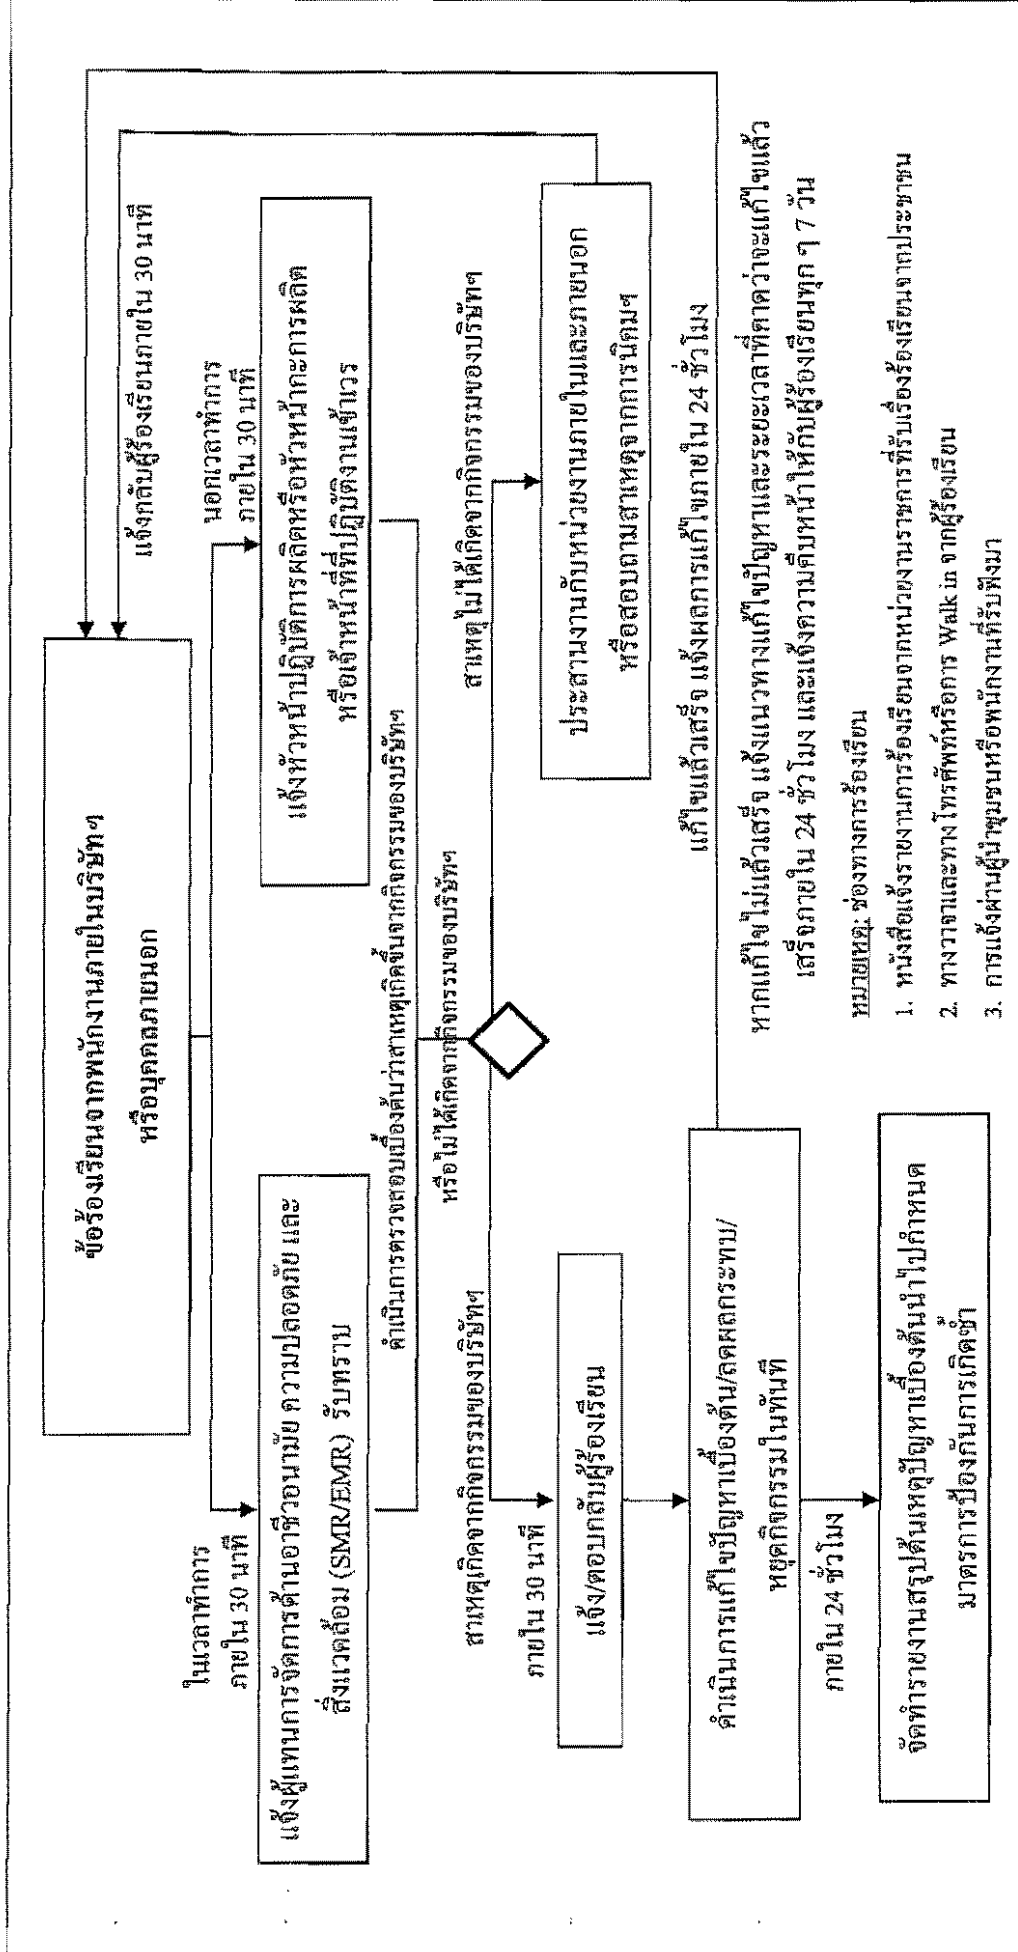 ข้อร้องเรียนจากพนักงานภายในบริษัทฯ
หรือบุคคลภายนอก
แจ้งกลับผู้ร้องเรียนภายใน 30 นาที
ในเวลาทำการ
ภายใน 30 นาที
นอกเวลาทำการ
ภายใน 30 นาที
แจ้งผู้แทนการจัดการด้านอาชีวอนามัย ความปลอดภัย และ
สิ่งแวดล้อม (SMR/EMR) รับทราบ
แจ้งหัวหน้าปฏิบัติการผลิตหรือหัวหน้ากะการผลิต
หรือเจ้าหน้าที่ที่ปฏิบัติงานเข้าเวร
ดำเนินการตรวจสอบเบื้องต้นว่าสาเหตุเกิดขึ้นจากกิจกรรมของบริษัทฯ
หรือไม่ได้เกิดจากกิจกรรมของบริษัทฯ
สาเหตุเกิดจากกิจกรรมของบริษัทฯ
ภายใน 30 นาที
สาเหตุไม่ได้เกิดจากกิจกรรมของบริษัทฯ
แจ้ง/ตอบกลับผู้ร้องเรียน
ประสานงานกับหน่วยงานภายในและภายนอก
หรือสอบถามสาเหตุจากการนิคมฯ
ดำเนินการแก้ไขปัญหาเบื้องต้น/ลดผลกระทบ/
หยุดกิจกรรมในทันที
แก้ไขแล้วเสร็จ แจ้งผลการแก้ไขภายใน 24 ชั่วโมง
หากแก้ไขไม่แล้วเสร็จ แจ้งแนวทางแก้ไขปัญหาและระยะเวลาที่คาดว่าจะแก้ไขแล้ว
เสร็จภายใน 24 ชั่วโมง และแจ้งความคืบหน้าให้กับผู้ร้องเรียนทุก ๆ 7 วัน
ภายใน 24 ชั่วโมง
จัดทำรายงานสรุปต้นเหตุปัญหาเบื้องต้นนำไปกำหนด
มาตรการป้องกันการเกิดซ้ำ
หมายเหตุ: ช่องทางการร้องเรียน
1. หนังสือแจ้งรายงานการร้องเรียนจากหน่วยงานราชการที่รับเรื่องร้องเรียนจากประชาชน
2. ทางวาจาและทางโทรศัพท์หรือการ Walk in จากผู้ร้องเรียน
3. การแจ้งผ่านผู้นำชุมชนหรือพนักงานที่รับฟังมา